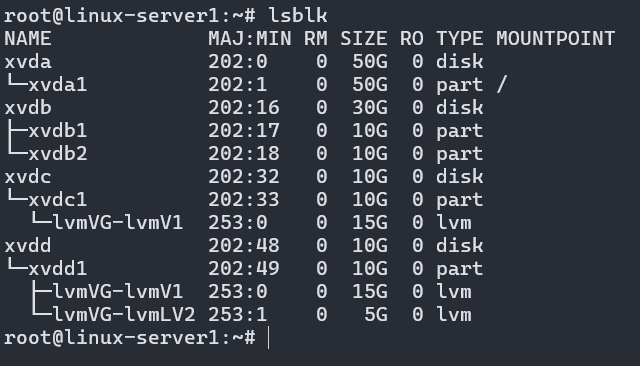 root@linux-server1:~# lsblk
NAME             MAJ:MIN RM SIZE RO TYPE MOUNTPOINT
xvda             202:0    0  50G  0 disk
└─xvda1          202:1    0  50G  0 part /
xvdb             202:16   0  30G  0 disk
├─xvdb1          202:17   0  10G  0 part
└─xvdb2          202:18   0  10G  0 part
xvdc             202:32   0  10G  0 disk
└─xvdc1          202:33   0  10G  0 part
  └─lvmVG-lvmV1  253:0    0  15G  0 lvm
xvdd             202:48   0  10G  0 disk
└─xvdd1          202:49   0  10G  0 part
  ├─lvmVG-lvmV1  253:0    0  15G  0 lvm
  └─lvmVG-lvmLV2 253:1    0   5G  0 lvm
root@linux-server1:~#